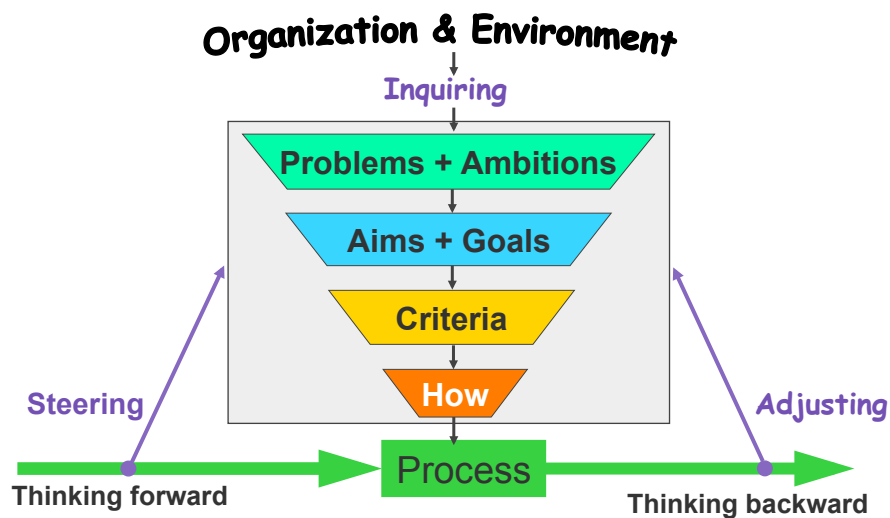 Organization & Environment
Inquiring
Problems + Ambitions
Aims + Goals
Criteria
How
Steering
Adjusting
Process
Thinking forward
Thinking backward